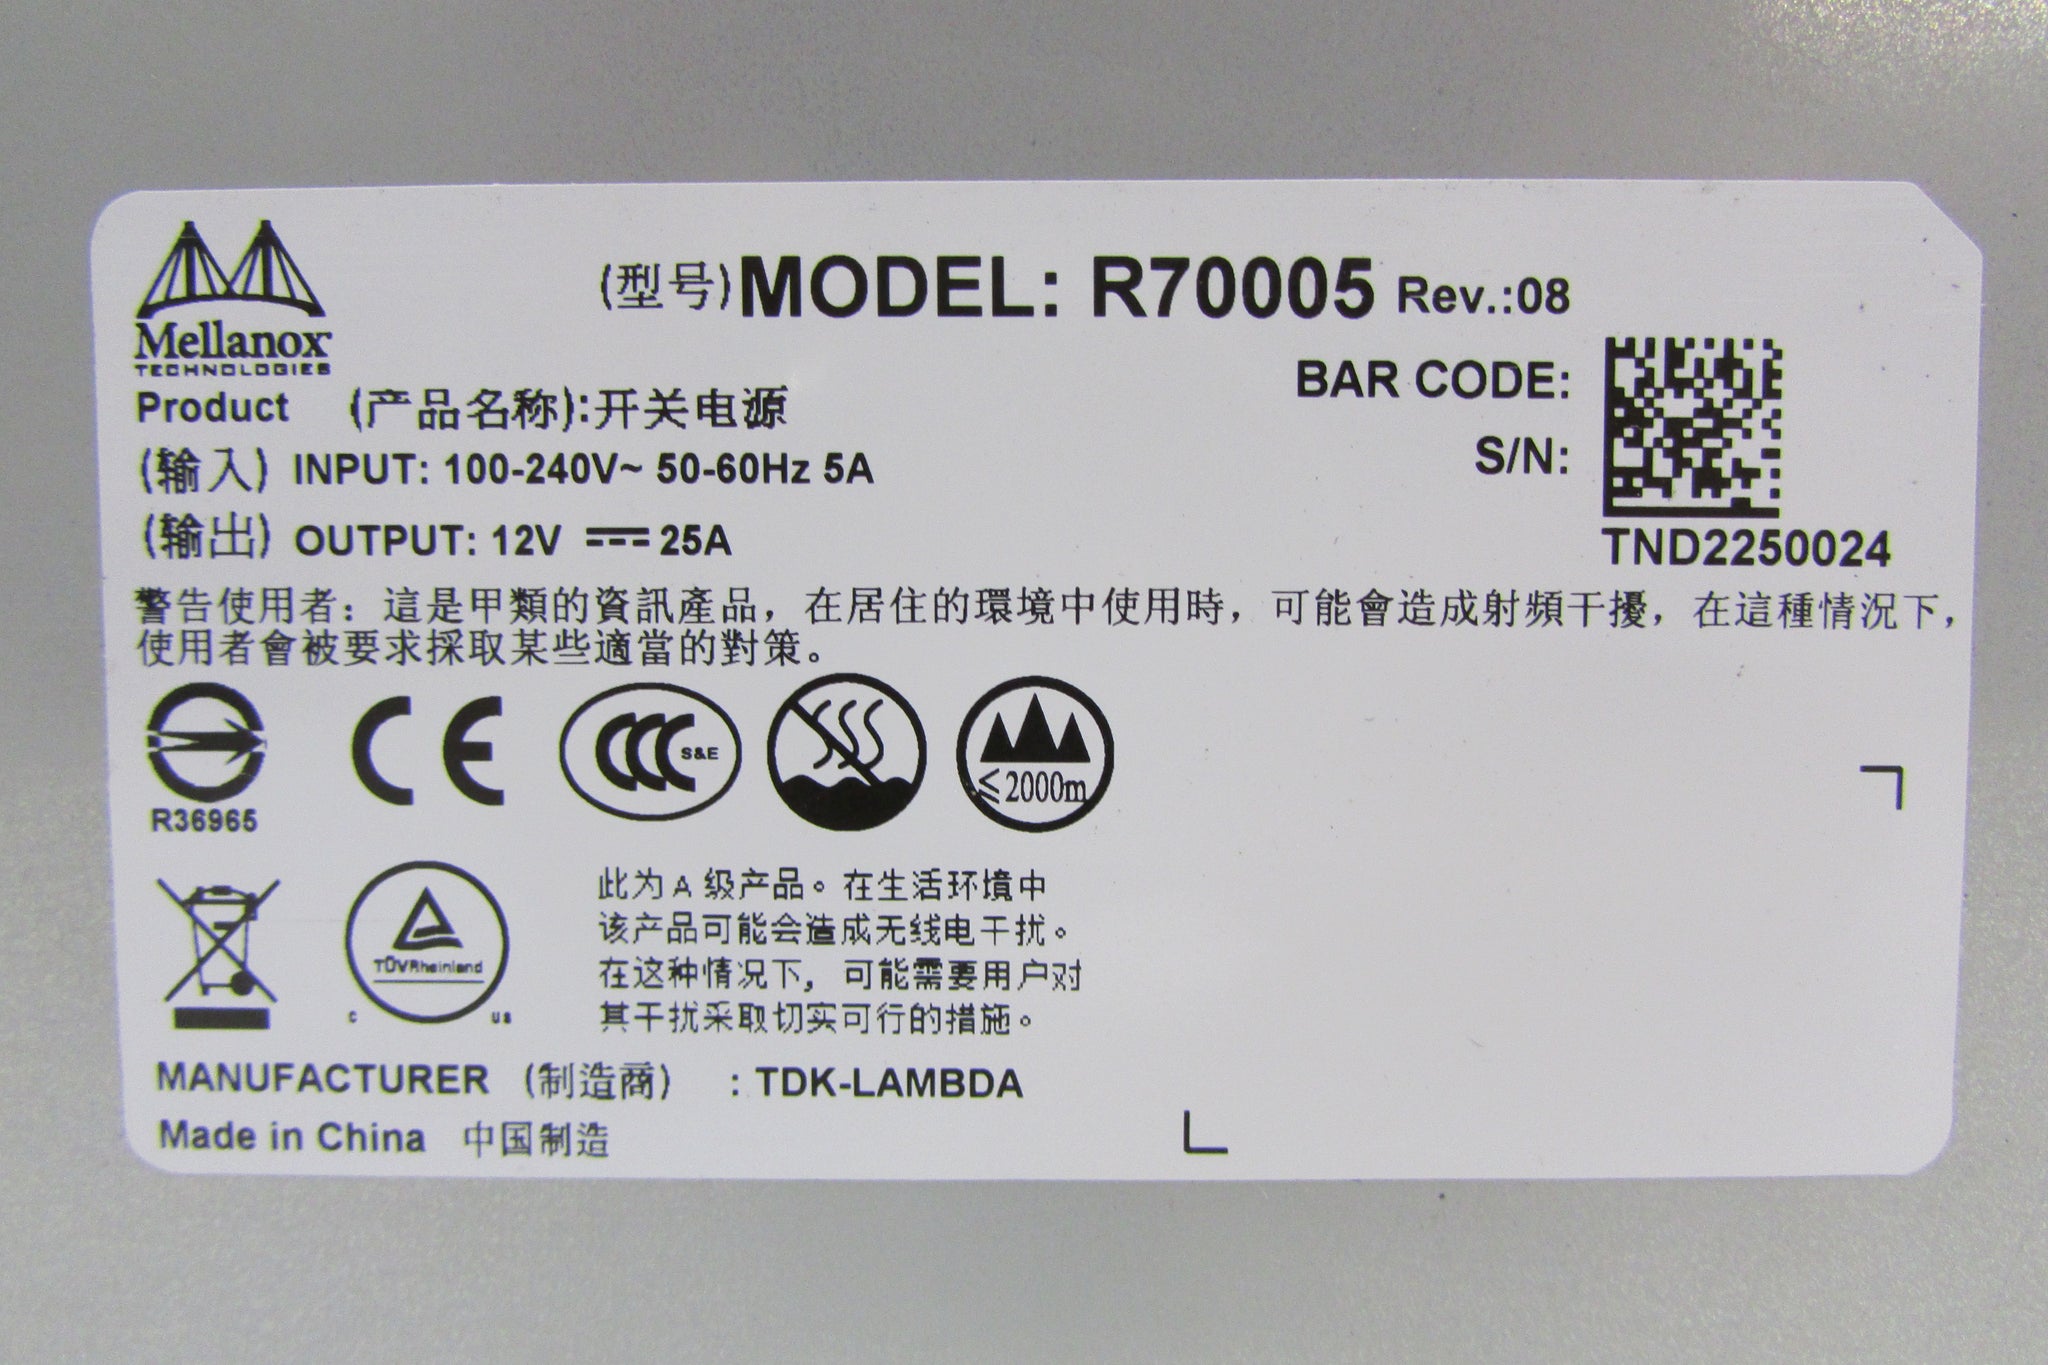 Mellanox
TECHNOLOGIES
(型号)MODEL: R70005 Rev.:08
Product (产品名称):开关电源
BAR CODE:
(输入) INPUT: 100-240V~ 50-60Hz 5A
S/N:
(输出) OUTPUT: 12V ⎓ 25A
TND2250024
警告使用者：這是甲類的資訊產品，在居住的環境中使用時，可能會造成射頻干擾，在這種情況下，
使用者會被要求採取某些適當的對策。
R36965
CE
CCC S&E
≤2000m
TÜVRheinland
C US
此为 A 级产品。在生活环境中
该产品可能会造成无线电干扰。
在这种情况下，可能需要用户对
其干扰采取切实可行的措施。
MANUFACTURER (制造商) : TDK-LAMBDA
Made in China 中国制造